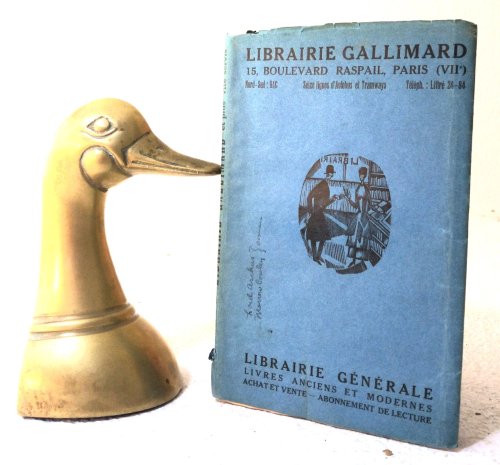 LIBRAIRIE GALLIMARD
15, BOULEVARD RASPAIL, PARIS (VIIᵉ)
Nord-Sud : BAC Seize lignes d'Autobus et Tramways Téléph. : Littré 24-84
LIBRAIRIE
LIBRAIRIE GÉNÉRALE
LIVRES ANCIENS ET MODERNES
ACHAT ET VENTE — ABONNEMENT DE LECTURE